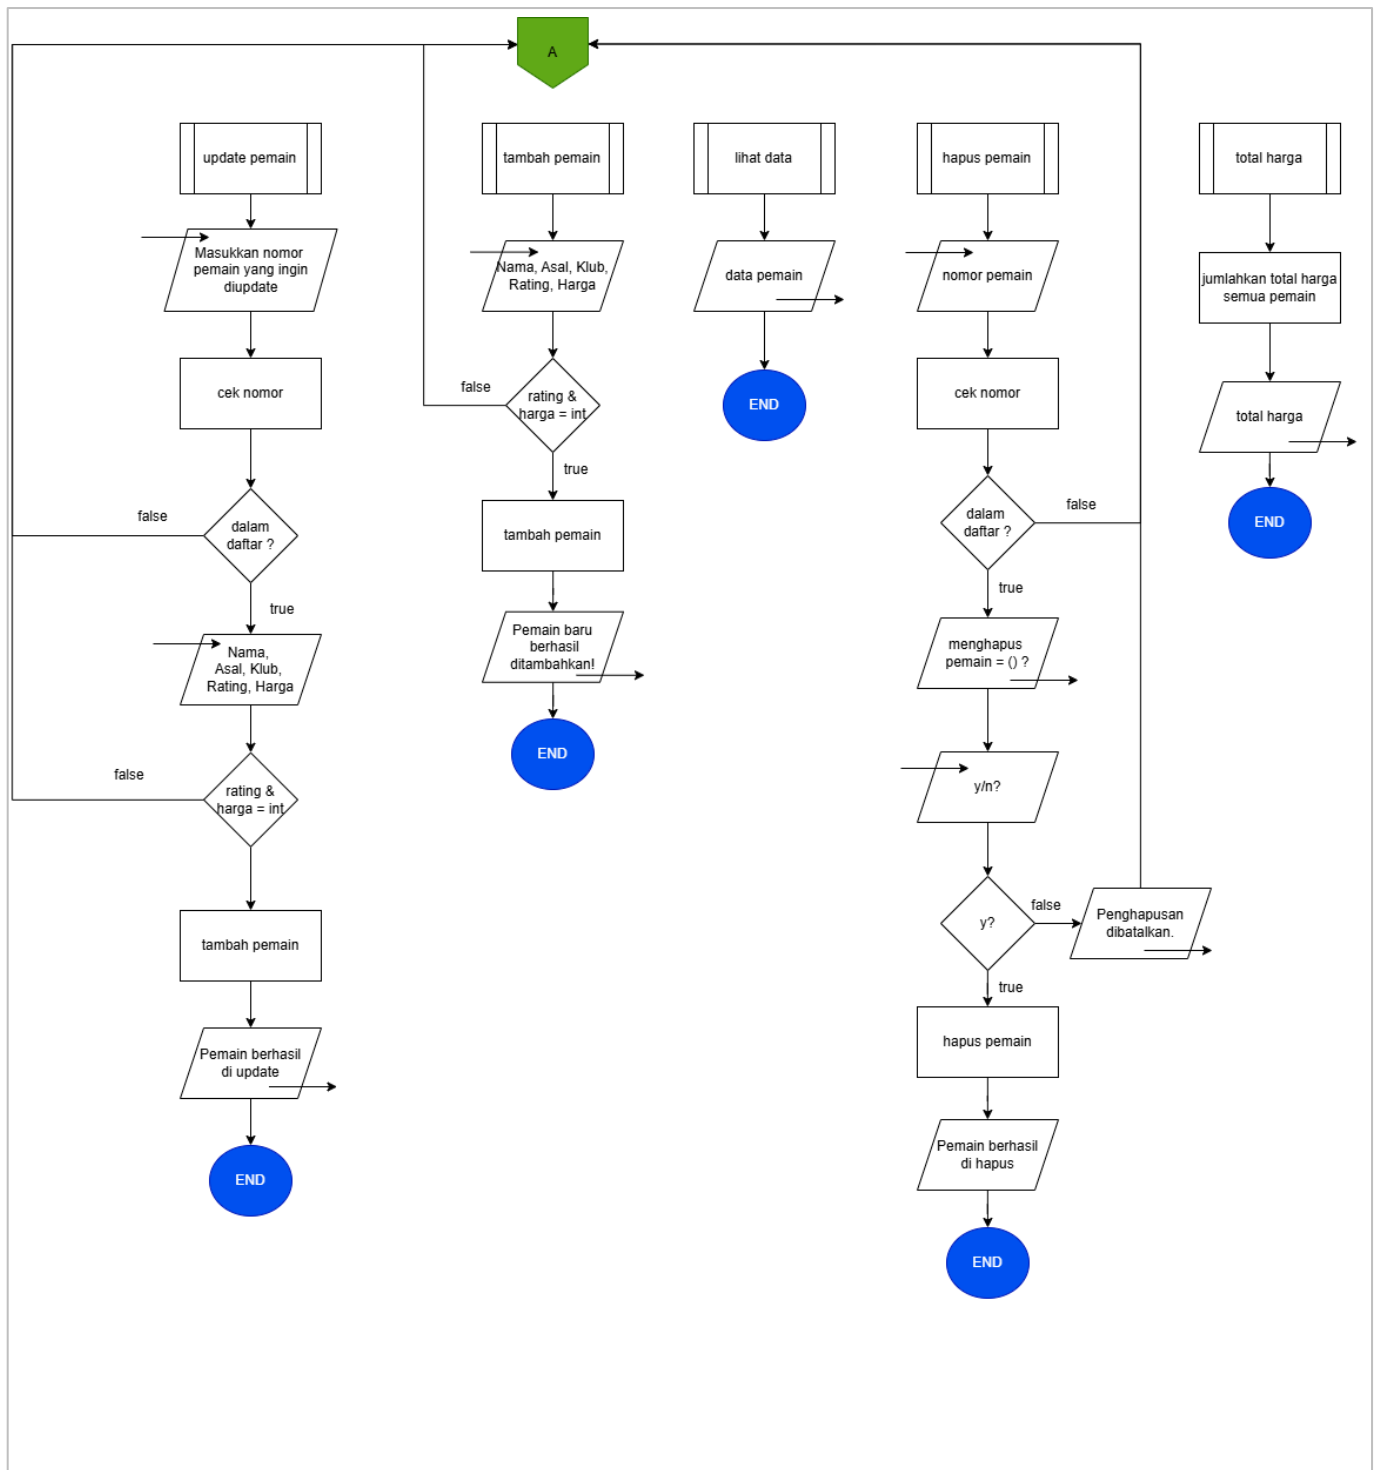 A
update pemain
Masukkan nomor
pemain yang ingin
diupdate
cek nomor
false
dalam
daftar ?
true
Nama,
Asal, Klub,
Rating, Harga
false
rating &
harga = int
tambah pemain
Pemain berhasil
di update
END
tambah pemain
Nama, Asal, Klub,
Rating, Harga
false
rating &
harga = int
true
tambah pemain
Pemain baru
berhasil
ditambahkan!
END
lihat data
data pemain
END
hapus pemain
nomor pemain
cek nomor
dalam
daftar ?
false
true
menghapus
pemain = () ?
y/n?
y?
false
Penghapusan
dibatalkan.
true
hapus pemain
Pemain berhasil
di hapus
END
total harga
jumlahkan total harga
semua pemain
total harga
END